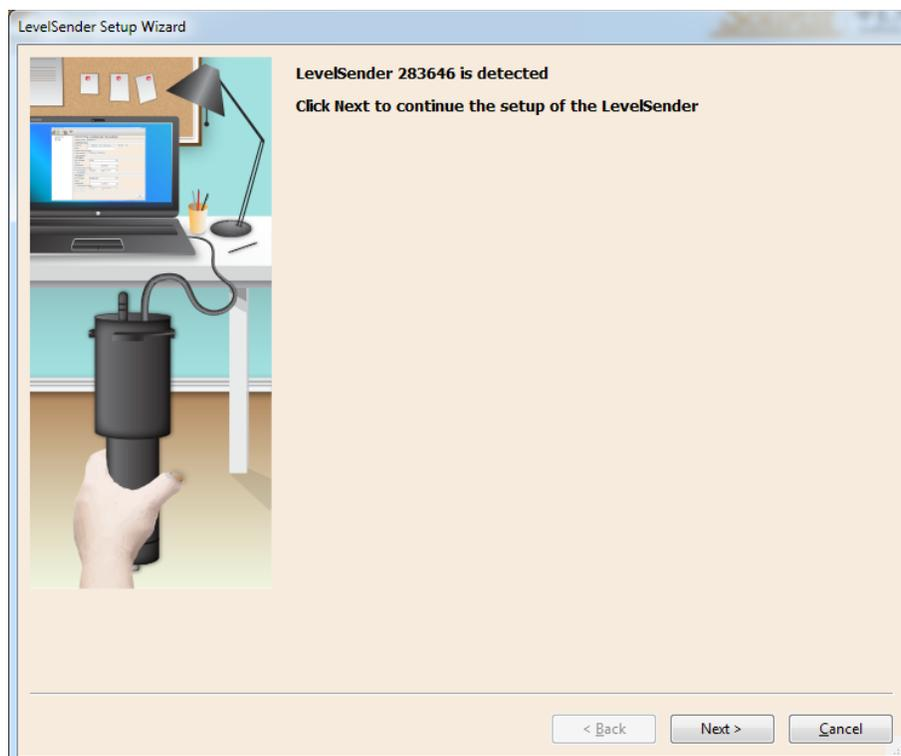 LevelSender Setup Wizard
LevelSender 283646 is detected
Click Next to continue the setup of the LevelSender
< Back
Next >
Cancel